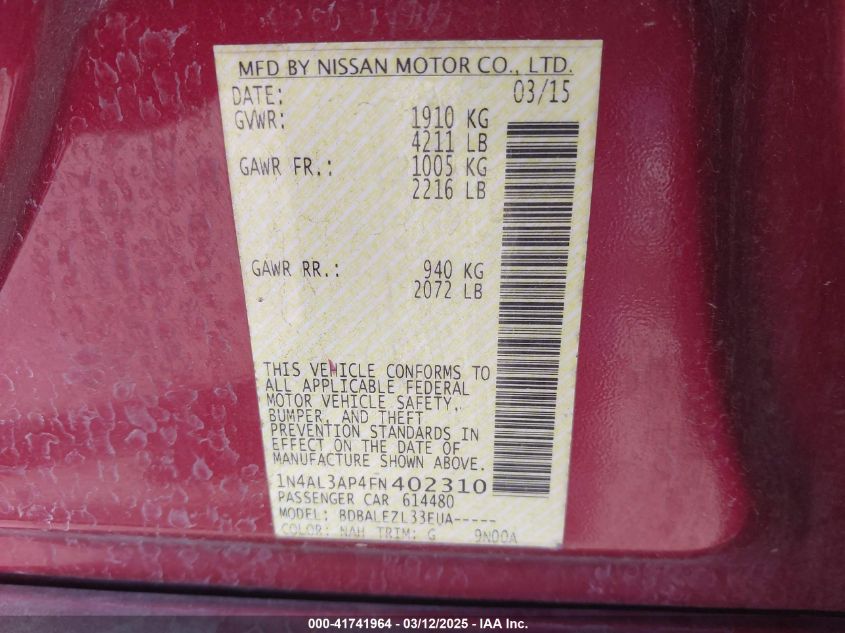 MFD BY NISSAN MOTOR CO., LTD.
DATE: 03/15
GVWR: 1910 KG
4211 LB
GAWR FR.: 1005 KG
2216 LB
GAWR RR.: 940 KG
2072 LB
THIS VEHICLE CONFORMS TO
ALL APPLICABLE FEDERAL
MOTOR VEHICLE SAFETY,
BUMPER, AND THEFT
PREVENTION STANDARDS IN
EFFECT ON THE DATE OF
MANUFACTURE SHOWN ABOVE.
1N4AL3AP4FN402310
PASSENGER CAR 614480
MODEL: BDBALEZL33EUA-----
COLOR: NAH TRIM: G 9N00A
000-41741964 - 03/12/2025 - IAA Inc.